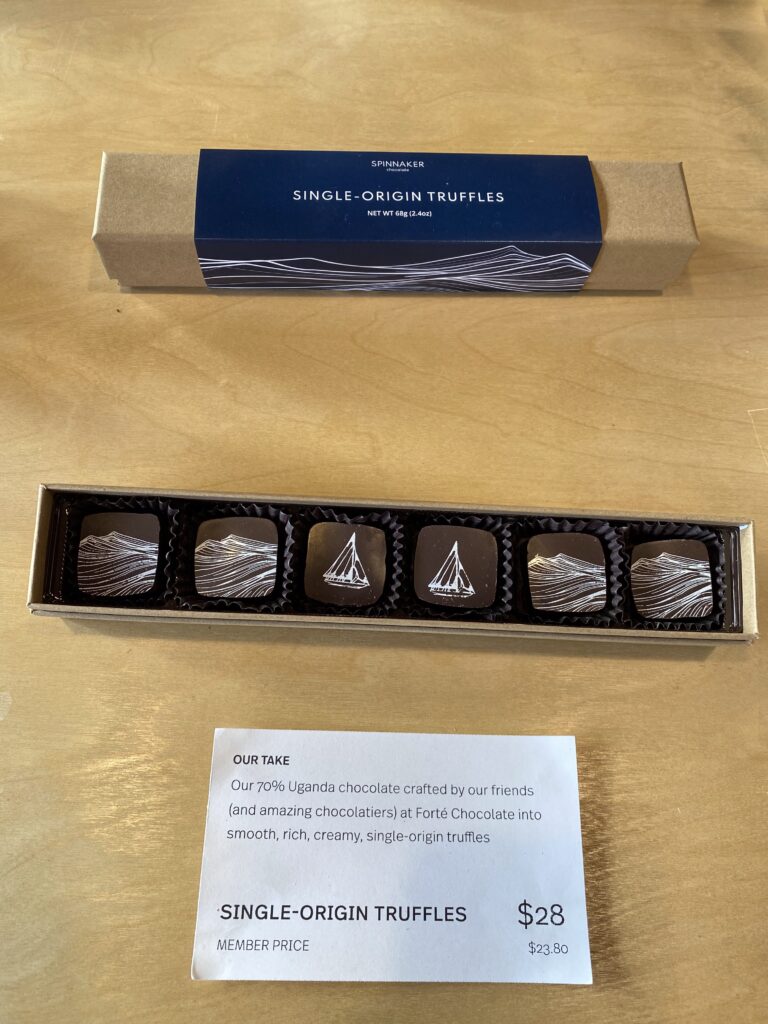 SPINNAKER
chocolate
SINGLE-ORIGIN TRUFFLES
NET WT 68g (2.4oz)
OUR TAKE
Our 70% Uganda chocolate crafted by our friends
(and amazing chocolatiers) at Forté Chocolate into
smooth, rich, creamy, single-origin truffles
SINGLE-ORIGIN TRUFFLES $28
MEMBER PRICE $23.80